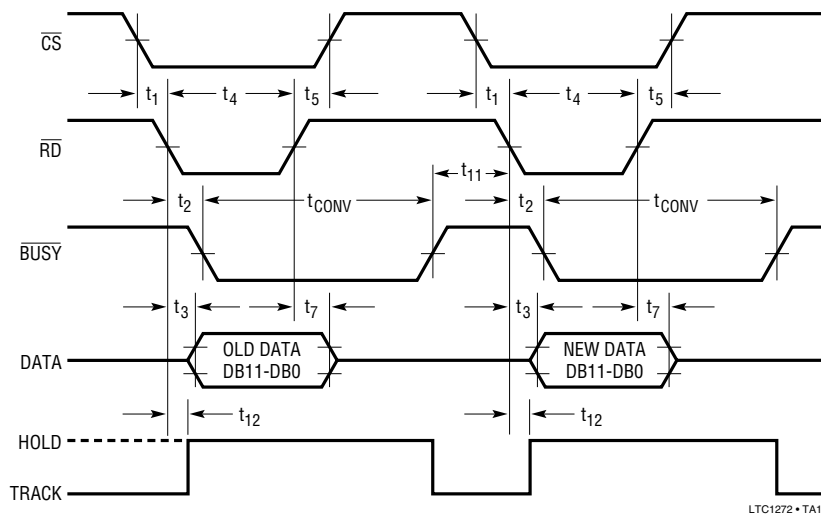 CS
t1 t4 t5 t1 t4 t5
RD
t11
t2 tCONV t2 tCONV
BUSY
t3 t7 t3 t7
DATA OLD DATA NEW DATA
DB11-DB0 DB11-DB0
t12 t12
HOLD
TRACK
LTC1272 • TA1